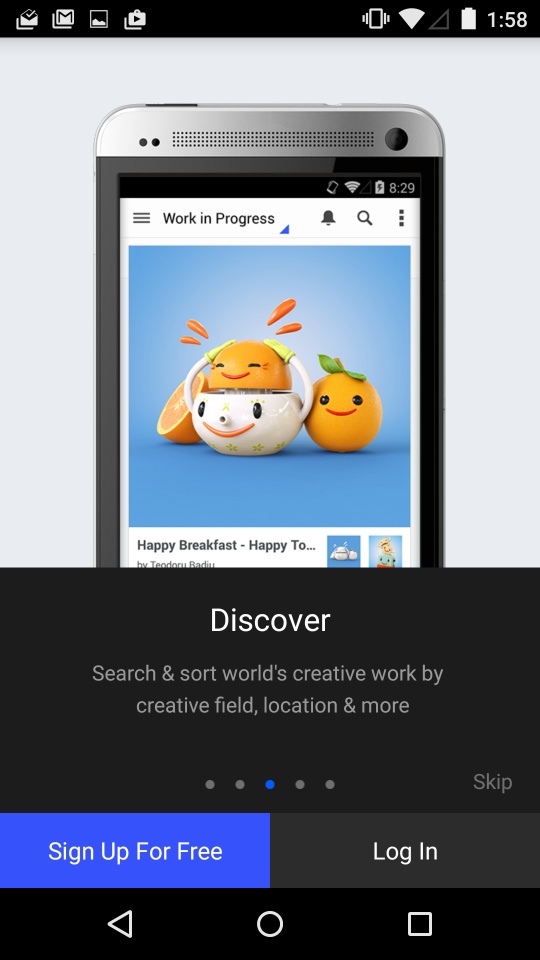 1:58
8:29
Work in Progress
Happy Breakfast - Happy To...
by Teodoru Badiu
Discover
Search & sort world's creative work by
creative field, location & more
Skip
Sign Up For Free
Log In